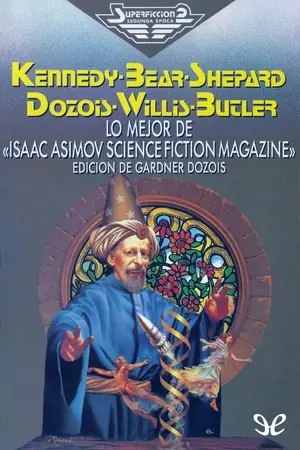 SUPERFICCION 2
SEGUNDA EPOCA
KENNEDY·BEAR·SHEPARD
DOZOIS·WILLIS·BUTLER
LO MEJOR DE
«ISAAC ASIMOV SCIENCE FICTION MAGAZINE»
EDICION DE GARDNER DOZOIS